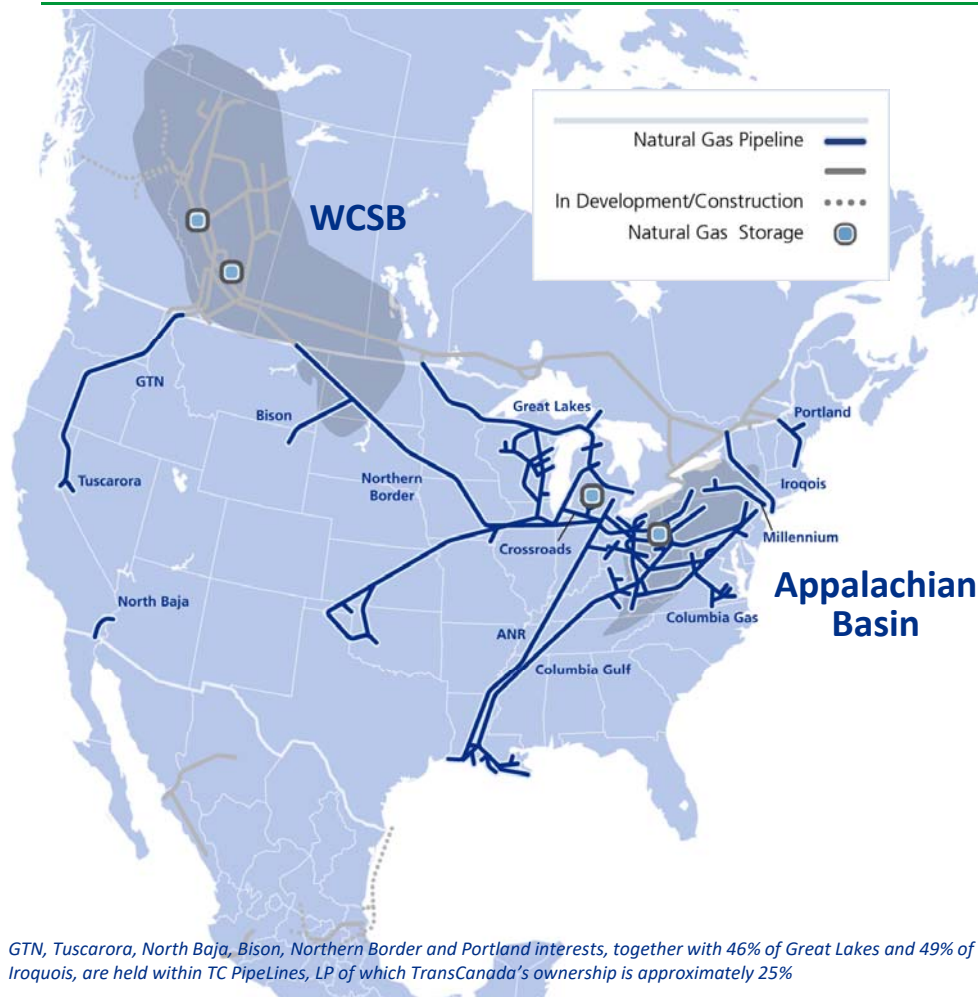 Natural Gas Pipeline
In Development/Construction
Natural Gas Storage
WCSB
GTN
Bison
Great Lakes
Portland
Tuscarora
Northern
Border
Iroqois
Crossroads
Millennium
Appalachian
Basin
North Baja
ANR
Columbia Gas
Columbia Gulf
GTN, Tuscarora, North Baja, Bison, Northern Border and Portland interests, together with 46% of Great Lakes and 49% of
Iroquois, are held within TC PipeLines, LP of which TransCanada's ownership is approximately 25%